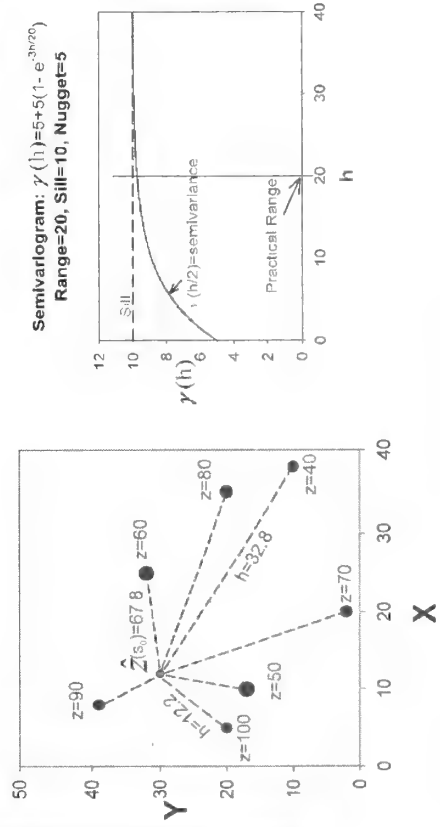 Semivariogram: γ(h)=5+5(1- e^-3h/20)
Range=20, Sill=10, Nugget=5
12
10
8
6
4
2
0
γ(h)
Sill
(h/2)=semivariance
Practical Range
0
10
20
30
40
h
50
40
30
20
10
0
Y
z=90
Ẑ(s₀)=67.8
z=60
z=80
h=12.2
h=32.8
z=100
z=50
z=70
z=40
0
10
20
30
40
X